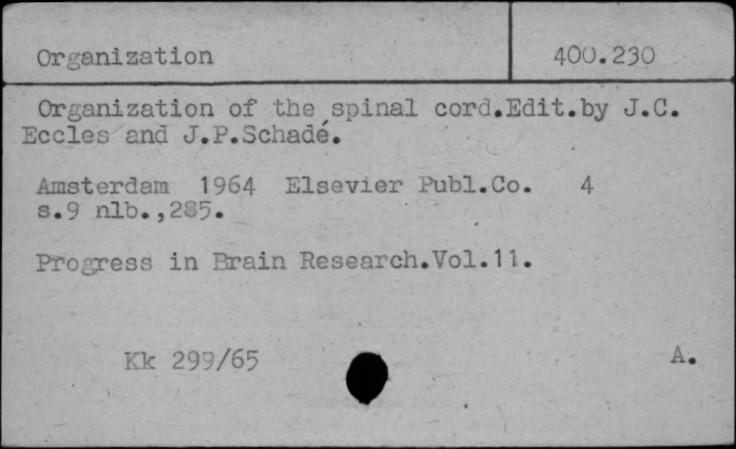 Organization 400.230
Organization of the spinal cord.Edit.by J.C.
Eccles and J.P.Schadé.
Amsterdam 1964 Elsevier Publ.Co. 4
s.9 nlb.,285.
Progress in Brain Research.Vol.11.
Kk 299/65 A.